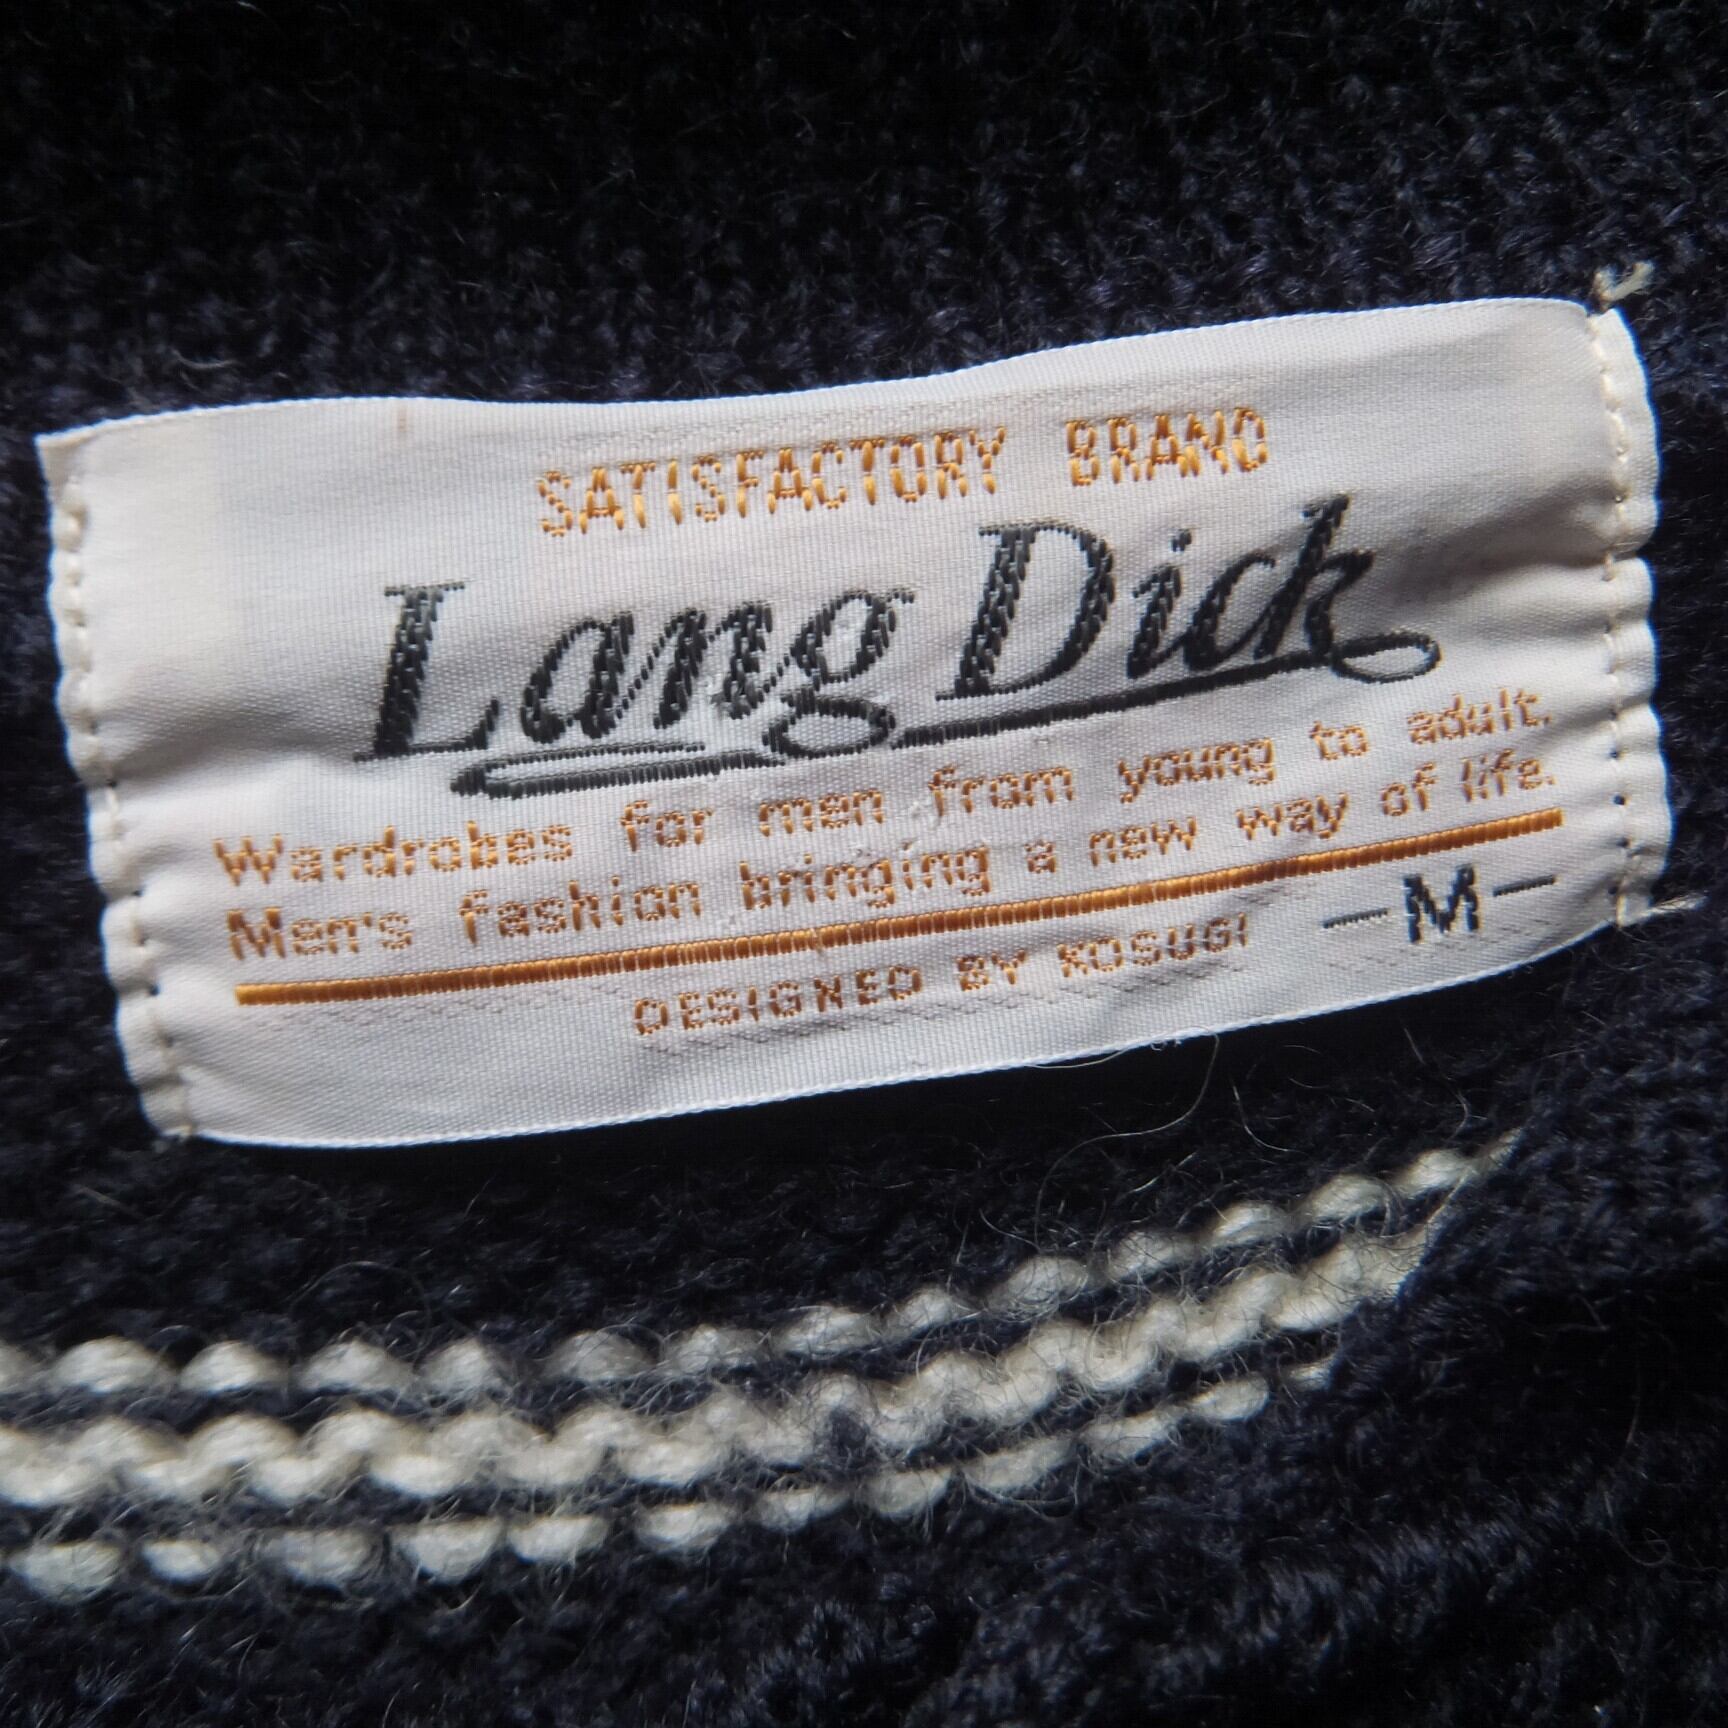 SATISFACTORY BRAND
Lang Dick
Wardrobes for men from young to adult.
Men's fashion bringing a new way of life.
DESIGNED BY KOSUGI
—M—